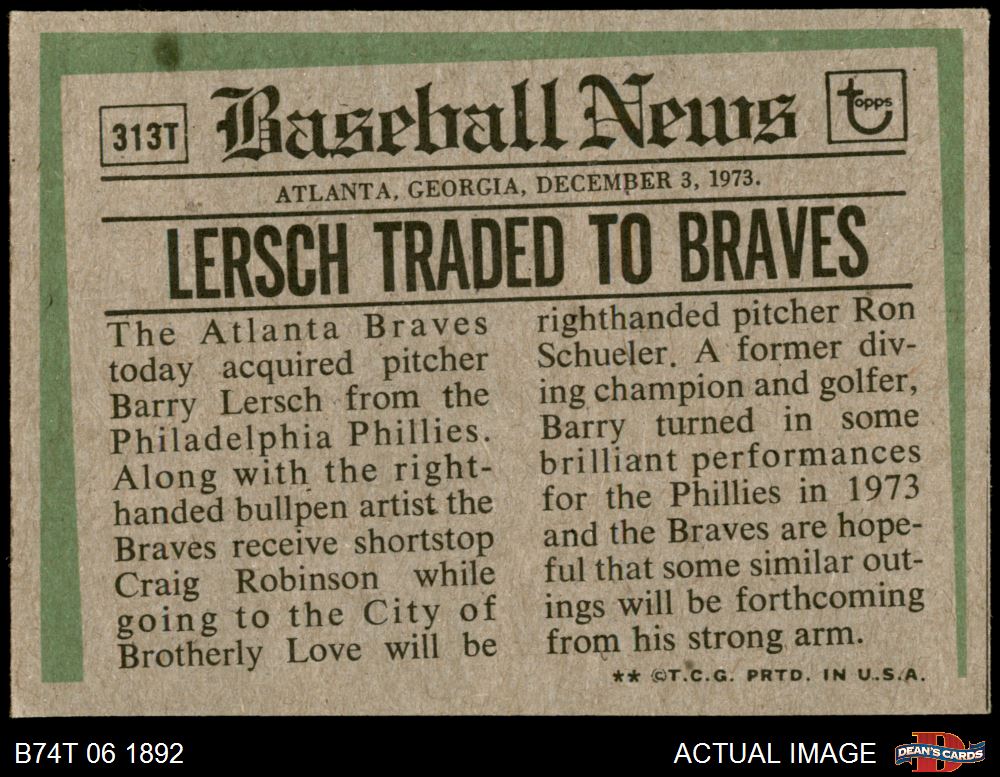 313T
Baseball News
topps
ATLANTA, GEORGIA, DECEMBER 3, 1973.
LERSCH TRADED TO BRAVES
The Atlanta Braves
today acquired pitcher
Barry Lersch from the
Philadelphia Phillies.
Along with the right-
handed bullpen artist the
Braves receive shortstop
Craig Robinson while
going to the City of
Brotherly Love will be
righthanded pitcher Ron
Schueler. A former div-
ing champion and golfer,
Barry turned in some
brilliant performances
for the Phillies in 1973
and the Braves are hope-
ful that some similar out-
ings will be forthcoming
from his strong arm.
** ©T.C.G. PRTD. IN U.S.A.
B74T 06 1892
ACTUAL IMAGE
D
DEAN'S CARDS